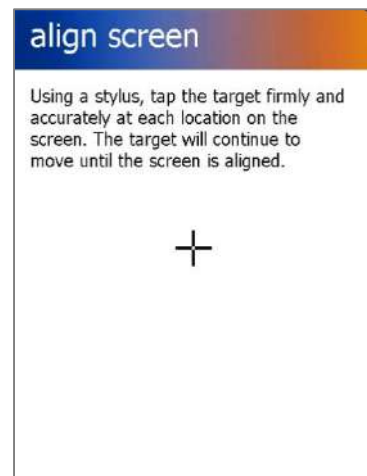 align screen
Using a stylus, tap the target firmly and
accurately at each location on the
screen. The target will continue to
move until the screen is aligned.